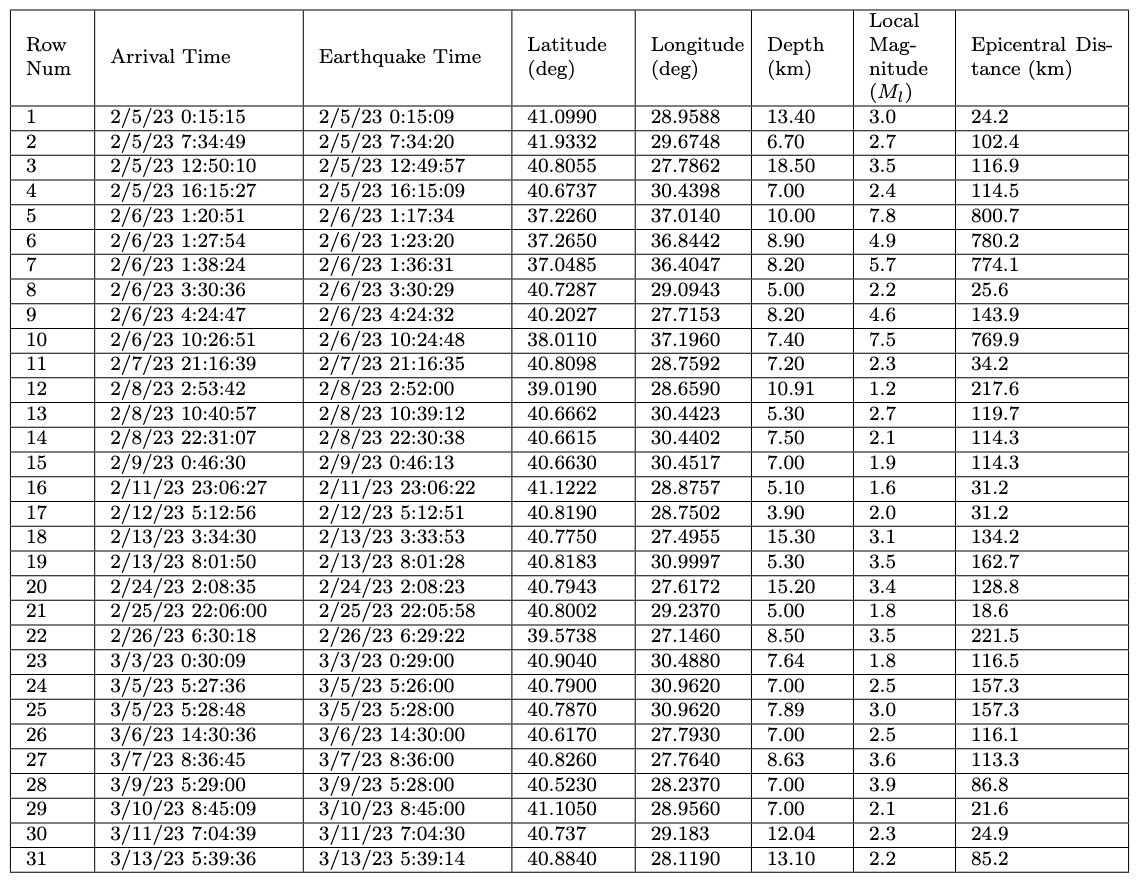 Row Num | Arrival Time | Earthquake Time | Latitude (deg) | Longitude (deg) | Depth (km) | Local Mag-nitude (Ml) | Epicentral Dis-tance (km)
1 | 2/5/23 0:15:15 | 2/5/23 0:15:09 | 41.0990 | 28.9588 | 13.40 | 3.0 | 24.2
2 | 2/5/23 7:34:49 | 2/5/23 7:34:20 | 41.9332 | 29.6748 | 6.70 | 2.7 | 102.4
3 | 2/5/23 12:50:10 | 2/5/23 12:49:57 | 40.8055 | 27.7862 | 18.50 | 3.5 | 116.9
4 | 2/5/23 16:15:27 | 2/5/23 16:15:09 | 40.6737 | 30.4398 | 7.00 | 2.4 | 114.5
5 | 2/6/23 1:20:51 | 2/6/23 1:17:34 | 37.2260 | 37.0140 | 10.00 | 7.8 | 800.7
6 | 2/6/23 1:27:54 | 2/6/23 1:23:20 | 37.2650 | 36.8442 | 8.90 | 4.9 | 780.2
7 | 2/6/23 1:38:24 | 2/6/23 1:36:31 | 37.0485 | 36.4047 | 8.20 | 5.7 | 774.1
8 | 2/6/23 3:30:36 | 2/6/23 3:30:29 | 40.7287 | 29.0943 | 5.00 | 2.2 | 25.6
9 | 2/6/23 4:24:47 | 2/6/23 4:24:32 | 40.2027 | 27.7153 | 8.20 | 4.6 | 143.9
10 | 2/6/23 10:26:51 | 2/6/23 10:24:48 | 38.0110 | 37.1960 | 7.40 | 7.5 | 769.9
11 | 2/7/23 21:16:39 | 2/7/23 21:16:35 | 40.8098 | 28.7592 | 7.20 | 2.3 | 34.2
12 | 2/8/23 2:53:42 | 2/8/23 2:52:00 | 39.0190 | 28.6590 | 10.91 | 1.2 | 217.6
13 | 2/8/23 10:40:57 | 2/8/23 10:39:12 | 40.6662 | 30.4423 | 5.30 | 2.7 | 119.7
14 | 2/8/23 22:31:07 | 2/8/23 22:30:38 | 40.6615 | 30.4402 | 7.50 | 2.1 | 114.3
15 | 2/9/23 0:46:30 | 2/9/23 0:46:13 | 40.6630 | 30.4517 | 7.00 | 1.9 | 114.3
16 | 2/11/23 23:06:27 | 2/11/23 23:06:22 | 41.1222 | 28.8757 | 5.10 | 1.6 | 31.2
17 | 2/12/23 5:12:56 | 2/12/23 5:12:51 | 40.8190 | 28.7502 | 3.90 | 2.0 | 31.2
18 | 2/13/23 3:34:30 | 2/13/23 3:33:53 | 40.7750 | 27.4955 | 15.30 | 3.1 | 134.2
19 | 2/13/23 8:01:50 | 2/13/23 8:01:28 | 40.8183 | 30.9997 | 5.30 | 3.5 | 162.7
20 | 2/24/23 2:08:35 | 2/24/23 2:08:23 | 40.7943 | 27.6172 | 15.20 | 3.4 | 128.8
21 | 2/25/23 22:06:00 | 2/25/23 22:05:58 | 40.8002 | 29.2370 | 5.00 | 1.8 | 18.6
22 | 2/26/23 6:30:18 | 2/26/23 6:29:22 | 39.5738 | 27.1460 | 8.50 | 3.5 | 221.5
23 | 3/3/23 0:30:09 | 3/3/23 0:29:00 | 40.9040 | 30.4880 | 7.64 | 1.8 | 116.5
24 | 3/5/23 5:27:36 | 3/5/23 5:26:00 | 40.7900 | 30.9620 | 7.00 | 2.5 | 157.3
25 | 3/5/23 5:28:48 | 3/5/23 5:28:00 | 40.7870 | 30.9620 | 7.89 | 3.0 | 157.3
26 | 3/6/23 14:30:36 | 3/6/23 14:30:00 | 40.6170 | 27.7930 | 7.00 | 2.5 | 116.1
27 | 3/7/23 8:36:45 | 3/7/23 8:36:00 | 40.8260 | 27.7640 | 8.63 | 3.6 | 113.3
28 | 3/9/23 5:29:00 | 3/9/23 5:28:00 | 40.5230 | 28.2370 | 7.00 | 3.9 | 86.8
29 | 3/10/23 8:45:09 | 3/10/23 8:45:00 | 41.1050 | 28.9560 | 7.00 | 2.1 | 21.6
30 | 3/11/23 7:04:39 | 3/11/23 7:04:30 | 40.737 | 29.183 | 12.04 | 2.3 | 24.9
31 | 3/13/23 5:39:36 | 3/13/23 5:39:14 | 40.8840 | 28.1190 | 13.10 | 2.2 | 85.2